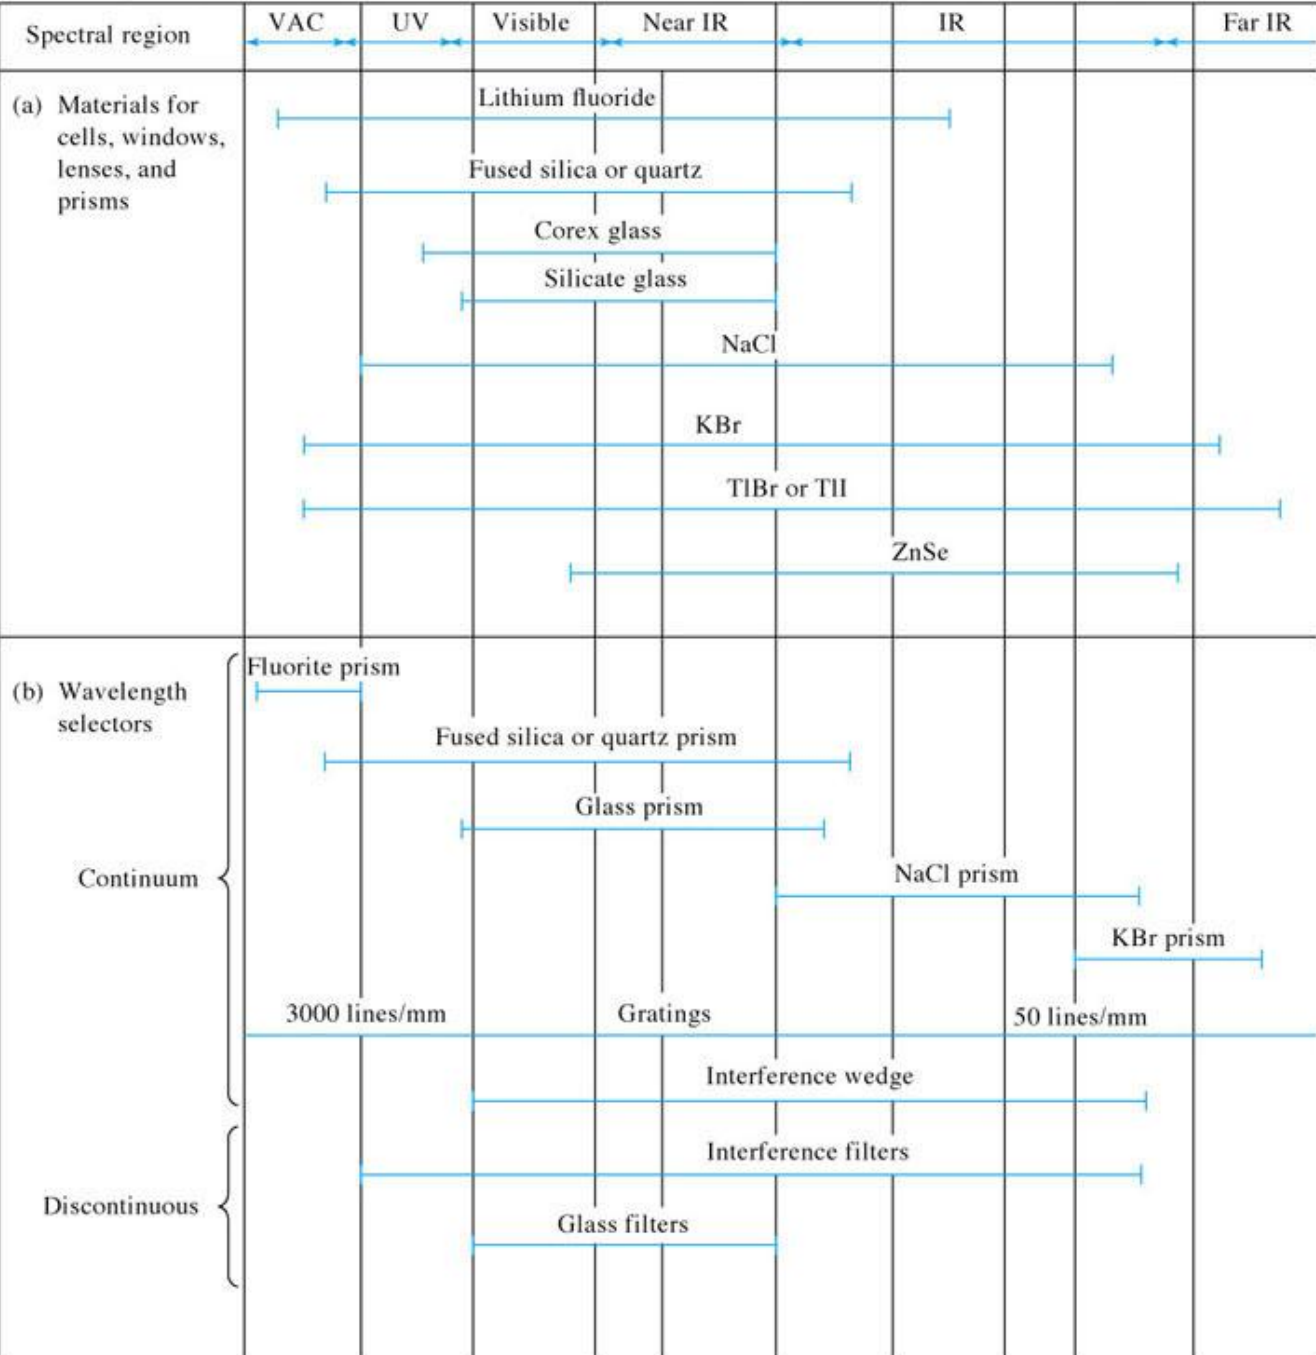 Spectral region
VAC
UV
Visible
Near IR
IR
Far IR
(a) Materials for
cells, windows,
lenses, and
prisms
Lithium fluoride
Fused silica or quartz
Corex glass
Silicate glass
NaCl
KBr
TlBr or TlI
ZnSe
(b) Wavelength
selectors
Fluorite prism
Fused silica or quartz prism
Glass prism
Continuum
NaCl prism
KBr prism
3000 lines/mm
Gratings
50 lines/mm
Interference wedge
Interference filters
Discontinuous
Glass filters